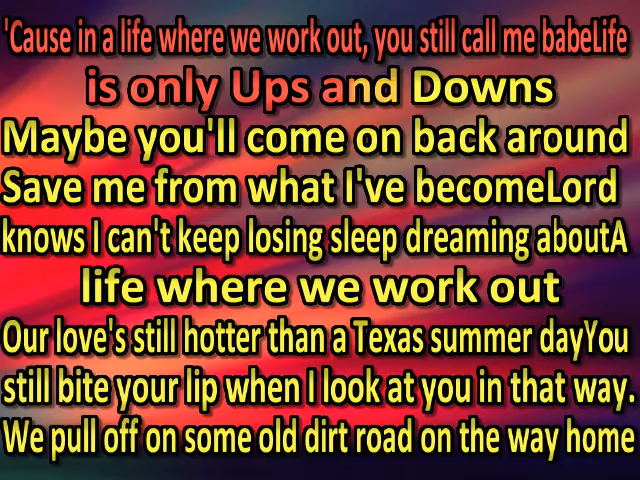 'Cause in a life where we work out, you still call me babeLife
is only Ups and Downs
Maybe you'll come on back around
Save me from what I've becomeLord
knows I can't keep losing sleep dreaming aboutA
life where we work out
Our love's still hotter than a Texas summer dayYou
still bite your lip when I look at you in that way.
We pull off on some old dirt road on the way home